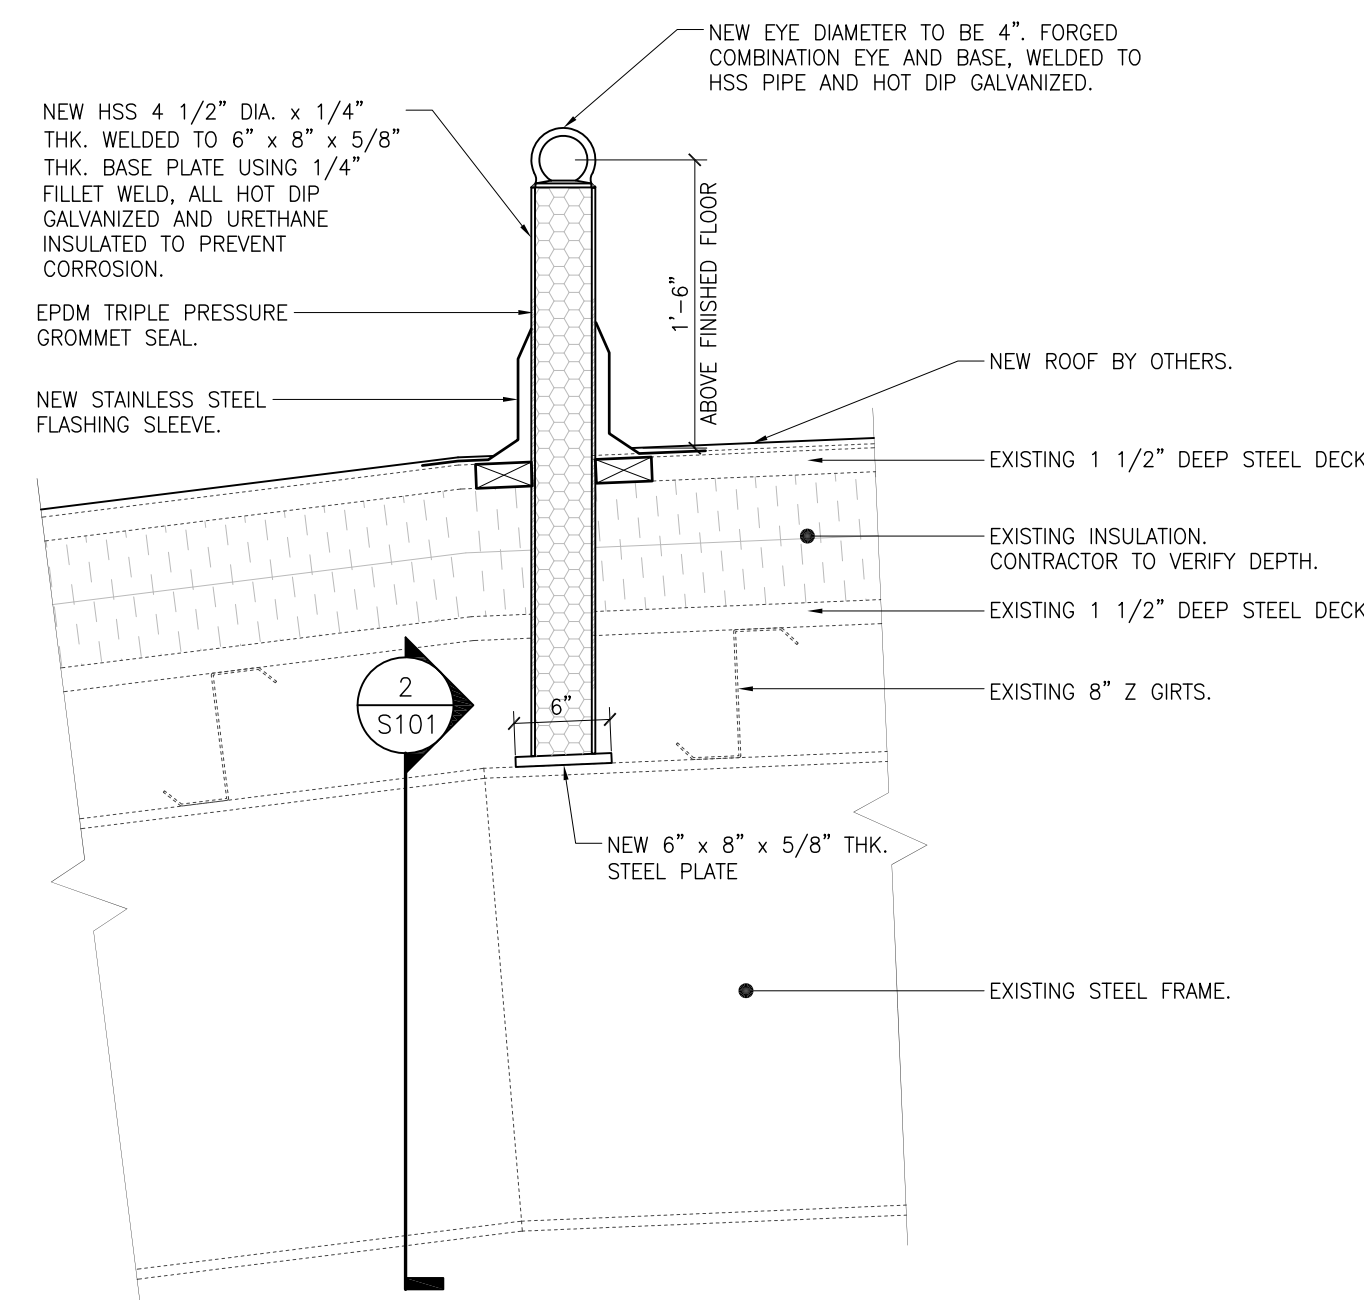 NEW EYE DIAMETER TO BE 4”. FORGED
COMBINATION EYE AND BASE, WELDED TO
HSS PIPE AND HOT DIP GALVANIZED.
NEW HSS 4 1/2” DIA. x 1/4”
THK. WELDED TO 6” x 8” x 5/8”
THK. BASE PLATE USING 1/4”
FILLET WELD, ALL HOT DIP
GALVANIZED AND URETHANE
INSULATED TO PREVENT
CORROSION.
EPDM TRIPLE PRESSURE
GROMMET SEAL.
NEW STAINLESS STEEL
FLASHING SLEEVE.
1’-6”
ABOVE FINISHED FLOOR
NEW ROOF BY OTHERS.
EXISTING 1 1/2” DEEP STEEL DECK
EXISTING INSULATION.
CONTRACTOR TO VERIFY DEPTH.
EXISTING 1 1/2” DEEP STEEL DECK
EXISTING 8” Z GIRTS.
2
S101
6”
NEW 6” x 8” x 5/8” THK.
STEEL PLATE
EXISTING STEEL FRAME.